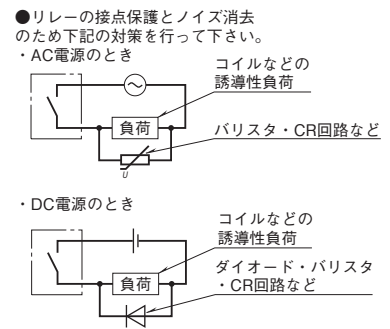 ●リレーの接点保護とノイズ消去
のため下記の対策を行って下さい。
・AC電源のとき
コイルなどの
誘導性負荷
負荷
バリスタ・CR回路など
U
・DC電源のとき
コイルなどの
誘導性負荷
負荷
ダイオード・バリスタ
・CR回路など